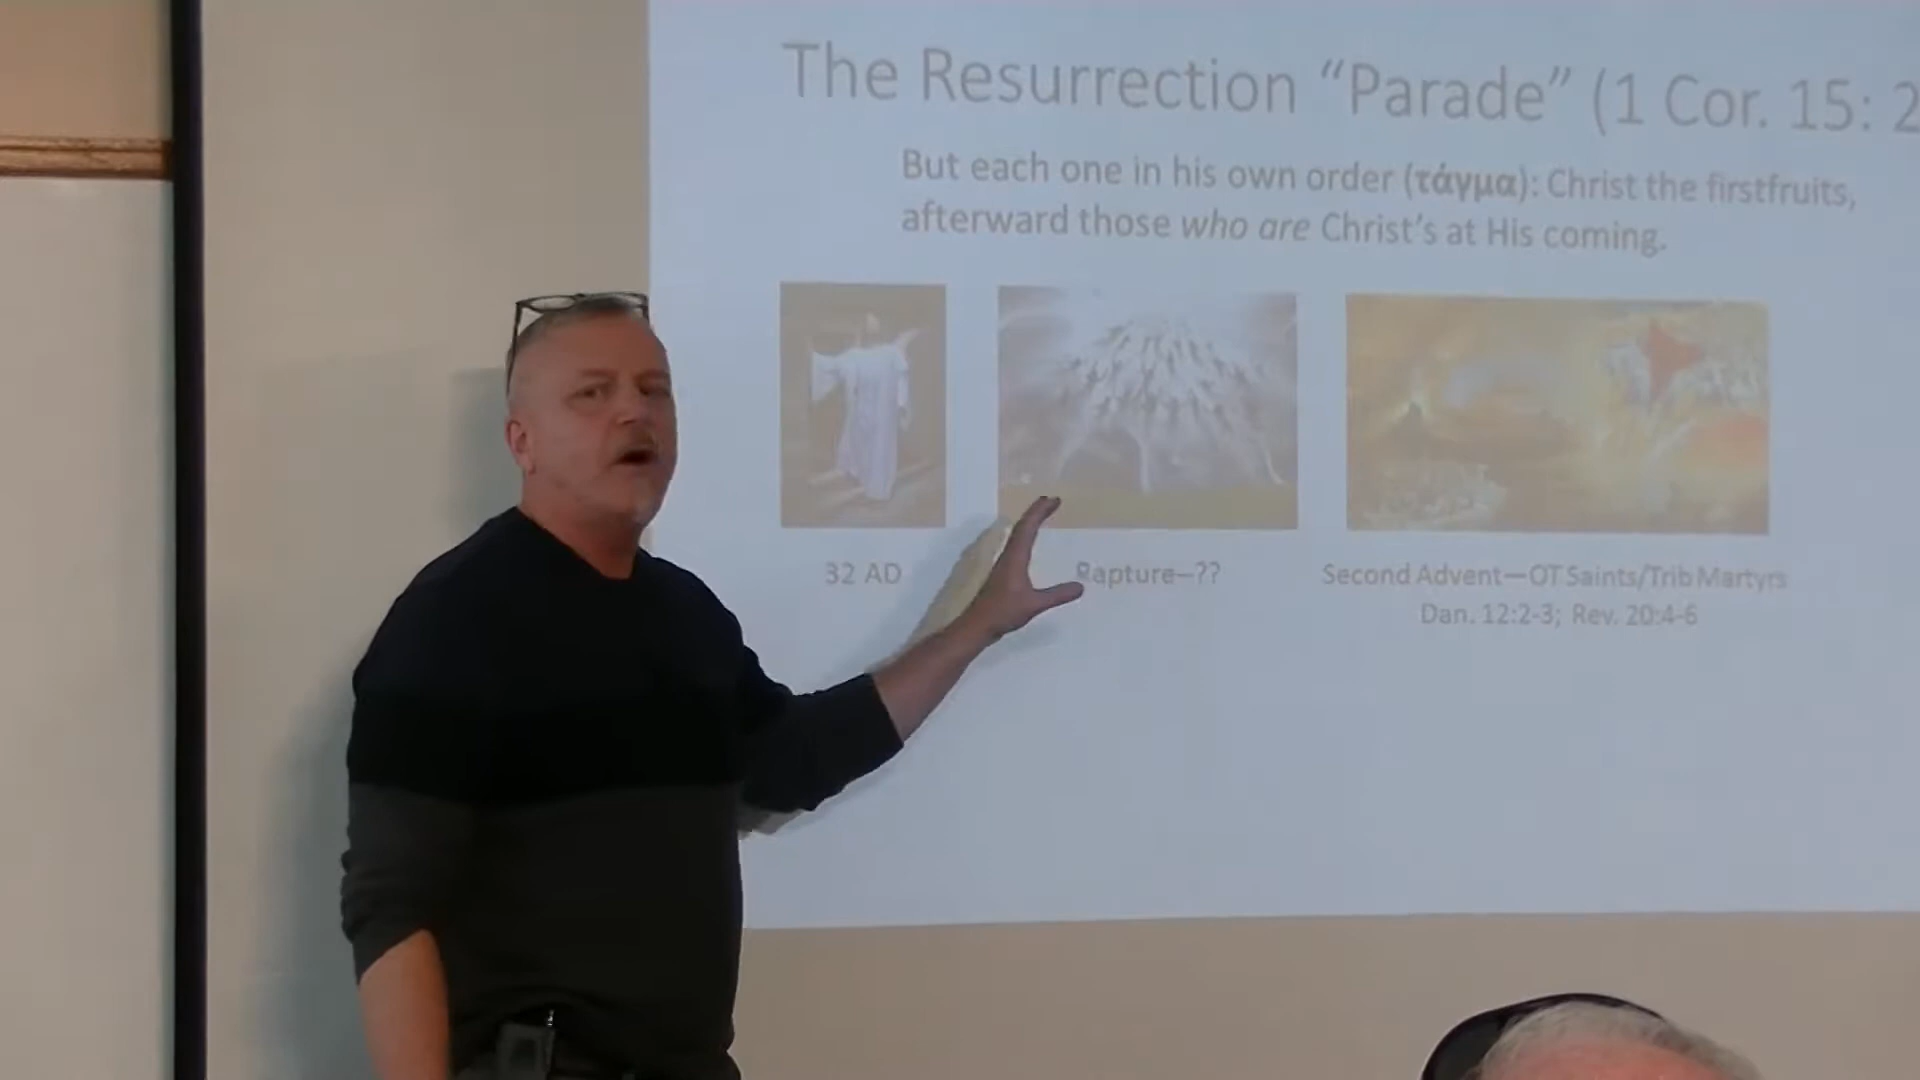 The Resurrection “Parade” (1 Cor. 15: 2
But each one in his own order (τάγμα): Christ the firstfruits,
afterward those who are Christ’s at His coming.
32 AD
Rapture–??
Second Advent—OT Saints/Trib Martyrs
Dan. 12:2-3; Rev. 20:4-6